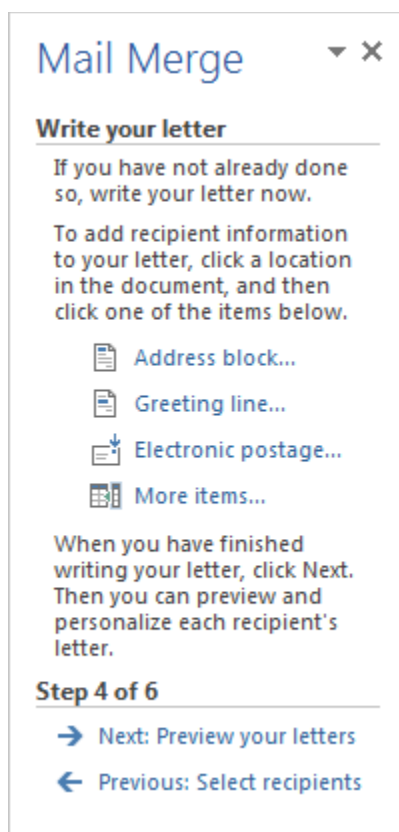 Mail Merge
Write your letter
If you have not already done
so, write your letter now.
To add recipient information
to your letter, click a location
in the document, and then
click one of the items below.
Address block...
Greeting line...
Electronic postage...
More items...
When you have finished
writing your letter, click Next.
Then you can preview and
personalize each recipient's
letter.
Step 4 of 6
Next: Preview your letters
Previous: Select recipients